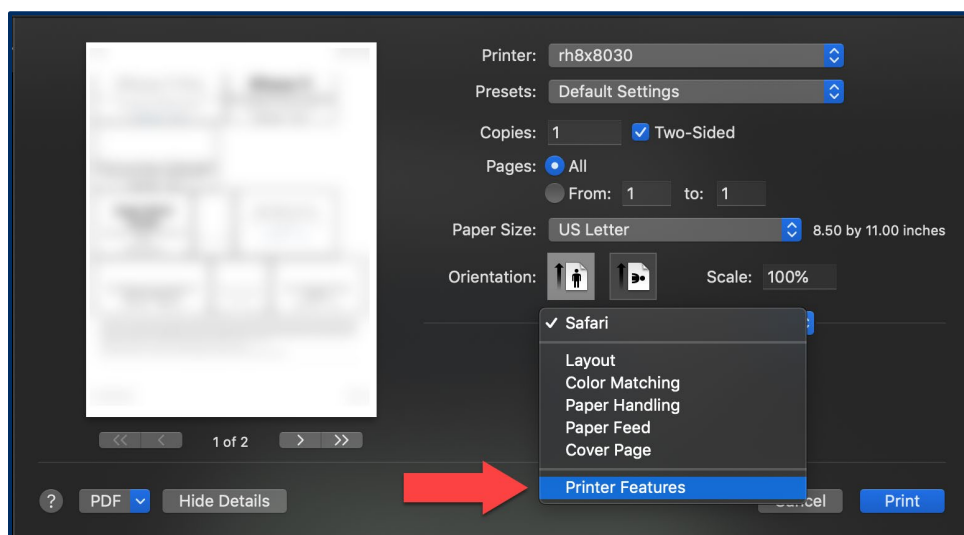 Printer: rh8x8030
Presets: Default Settings
Copies: 1 Two-Sided
Pages: All
From: 1 to: 1
Paper Size: US Letter 8.50 by 11.00 inches
Orientation: Scale: 100%
✓ Safari
Layout
Color Matching
Paper Handling
Paper Feed
Cover Page
Printer Features
<< < 1 of 2 > >>
? PDF Hide Details Cancel Print